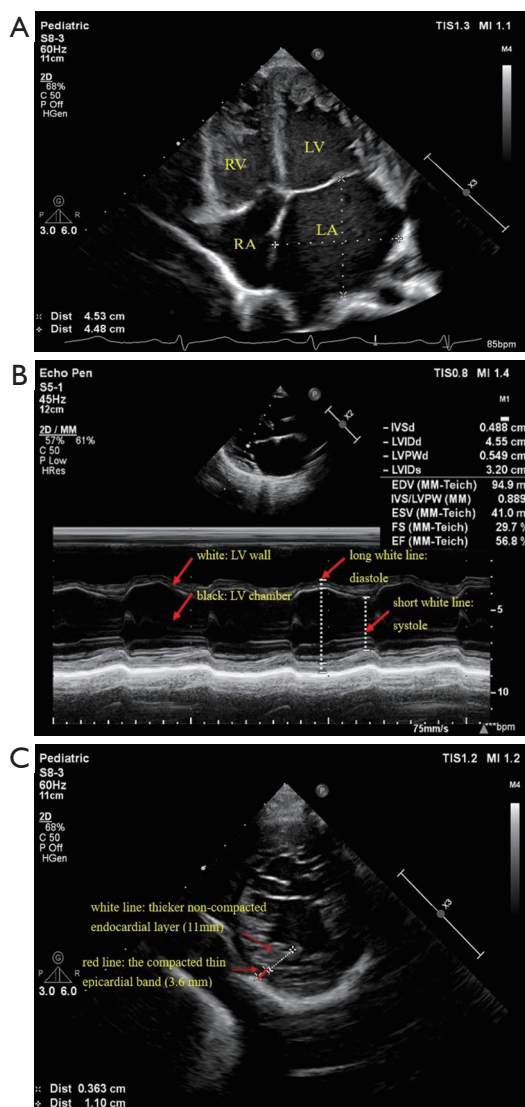 A
Pediatric
S8-3
60Hz
11cm
2D
68%
C 50
P Off
HGen
TIS1.3 MI 1.1
M4
P
X3
RV
LV
RA
LA
G
P R
3.0 6.0
Dist 4.53 cm
Dist 4.48 cm
85bpm
B
Echo Pen
S5-1
45Hz
12cm
2D / MM
57% 61%
C 50
P Low
HRes
TIS0.8 MI 1.4
M1
P
X2
IVSd 0.488 cm
LVIDd 4.55 cm
LVPWd 0.549 cm
LVIDs 3.20 cm
EDV (MM-Teich) 94.9 m
IVS/LVPW (MM) 0.889
ESV (MM-Teich) 41.0 m
FS (MM-Teich) 29.7 %
EF (MM-Teich) 56.8 %
white: LV wall
black: LV chamber
long white line:
diastole
short white line:
systole
-5
-10
75mm/s
***bpm
C
Pediatric
S8-3
60Hz
11cm
2D
68%
C 50
P Off
HGen
TIS1.2 MI 1.2
M4
P
X3
white line: thicker non-compacted
endocardial layer (11mm)
red line: the compacted thin
epicardial band (3.6 mm)
G
P R
3.0 6.0
Dist 0.363 cm
Dist 1.10 cm